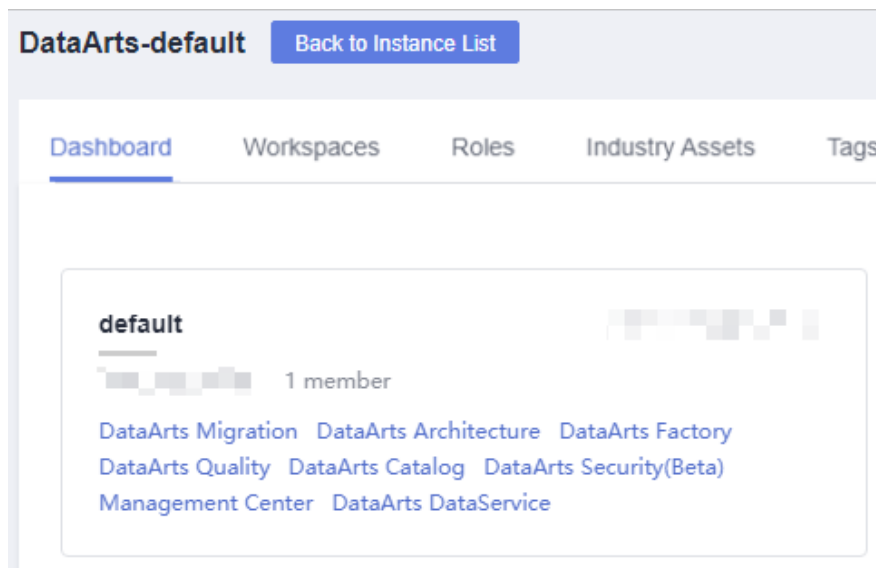 DataArts-default Back to Instance List
Dashboard Workspaces Roles Industry Assets Tags
default
1 member
DataArts Migration DataArts Architecture DataArts Factory
DataArts Quality DataArts Catalog DataArts Security(Beta)
Management Center DataArts DataService